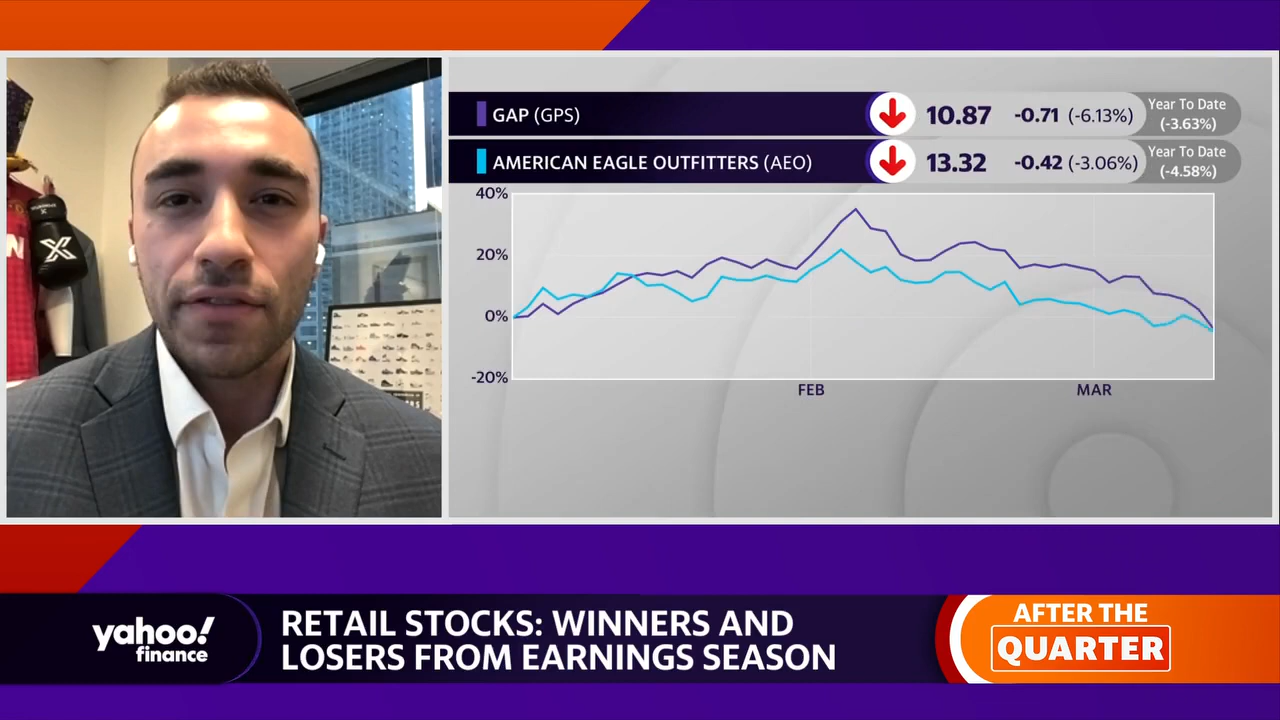 GAP (GPS)
10.87
-0.71 (-6.13%)
Year To Date
(-3.63%)
AMERICAN EAGLE OUTFITTERS (AEO)
13.32
-0.42 (-3.06%)
Year To Date
(-4.58%)
40%
20%
0%
-20%
FEB
MAR
X
N
yahoo!
finance
RETAIL STOCKS: WINNERS AND
LOSERS FROM EARNINGS SEASON
AFTER THE
QUARTER